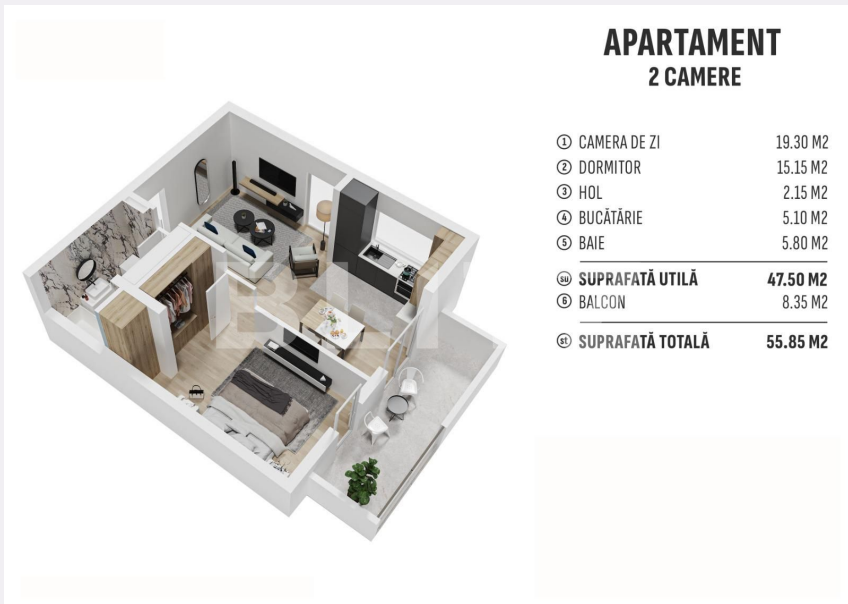 APARTAMENT
2 CAMERE
① CAMERA DE ZI 19.30 M2
② DORMITOR 15.15 M2
③ HOL 2.15 M2
④ BUCĂTĂRIE 5.10 M2
⑤ BAIE 5.80 M2
su SUPRAFATĂ UTILĂ 47.50 M2
⑥ BALCON 8.35 M2
st SUPRAFATĂ TOTALĂ 55.85 M2